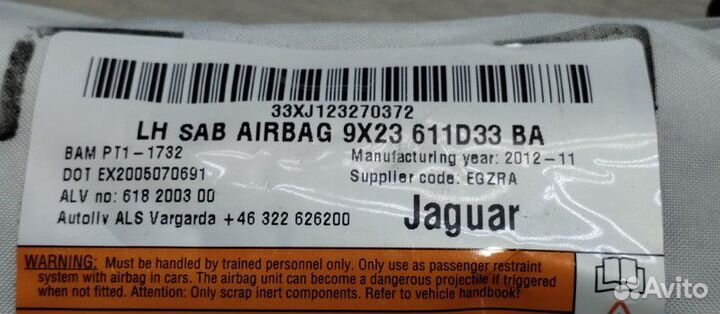 33XJ123270372
LH SAB AIRBAG 9X23 611D33 BA
BAM PT1-1732
Manufacturing year: 2012-11
DOT EX2005070691
Supplier code: EGZRA
ALV no: 618 2003 00
Autoliv ALS Vargarda +46 322 626200
Jaguar
WARNING: Must be handled by trained personnel only. Only use as passenger restraint
system with airbag in cars. The airbag unit can become a dangerous projectile if triggered
when not fitted. Attention: Only scrap inert components. Refer to vehicle handbook!
Avito